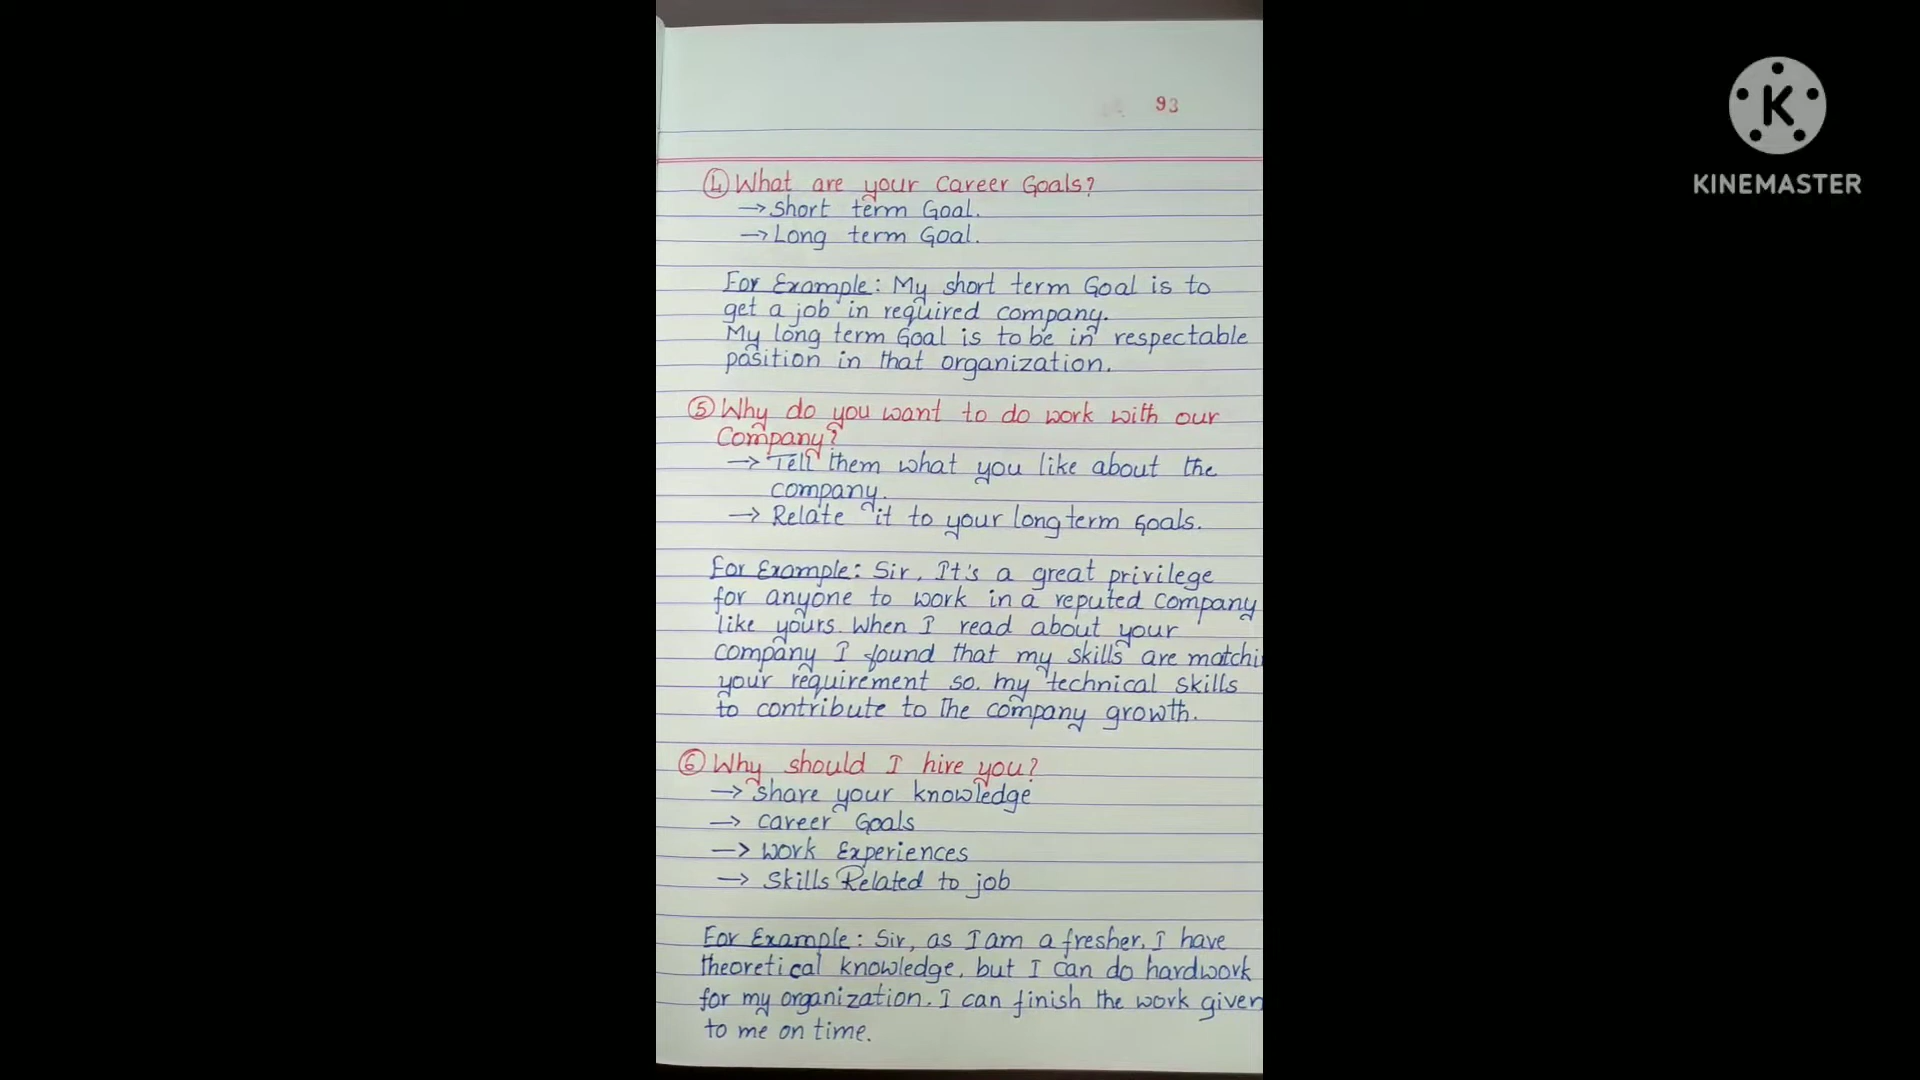 93
④ What are your Career Goals?
→ Short term Goal.
→ Long term Goal.
For Example: My short term Goal is to
get a job in required company.
My long term Goal is to be in respectable
position in that organization.
⑤ Why do you want to do work with our
Company?
→ Tell them what you like about the
company.
→ Relate it to your long term Goals.
For Example: Sir, It's a great privilege
for anyone to work in a reputed company
like yours. When I read about your
company I found that my skills are matchi
your requirement so. my technical skills
to contribute to the company growth.
⑥ Why should I hire you?
→ share your knowledge
→ career Goals
→ Work Experiences
→ Skills Related to job
For Example: Sir, as I am a fresher, I have
theoretical knowledge, but I can do hardwork
for my organization. I can finish the work given
to me on time.
K
KINEMASTER